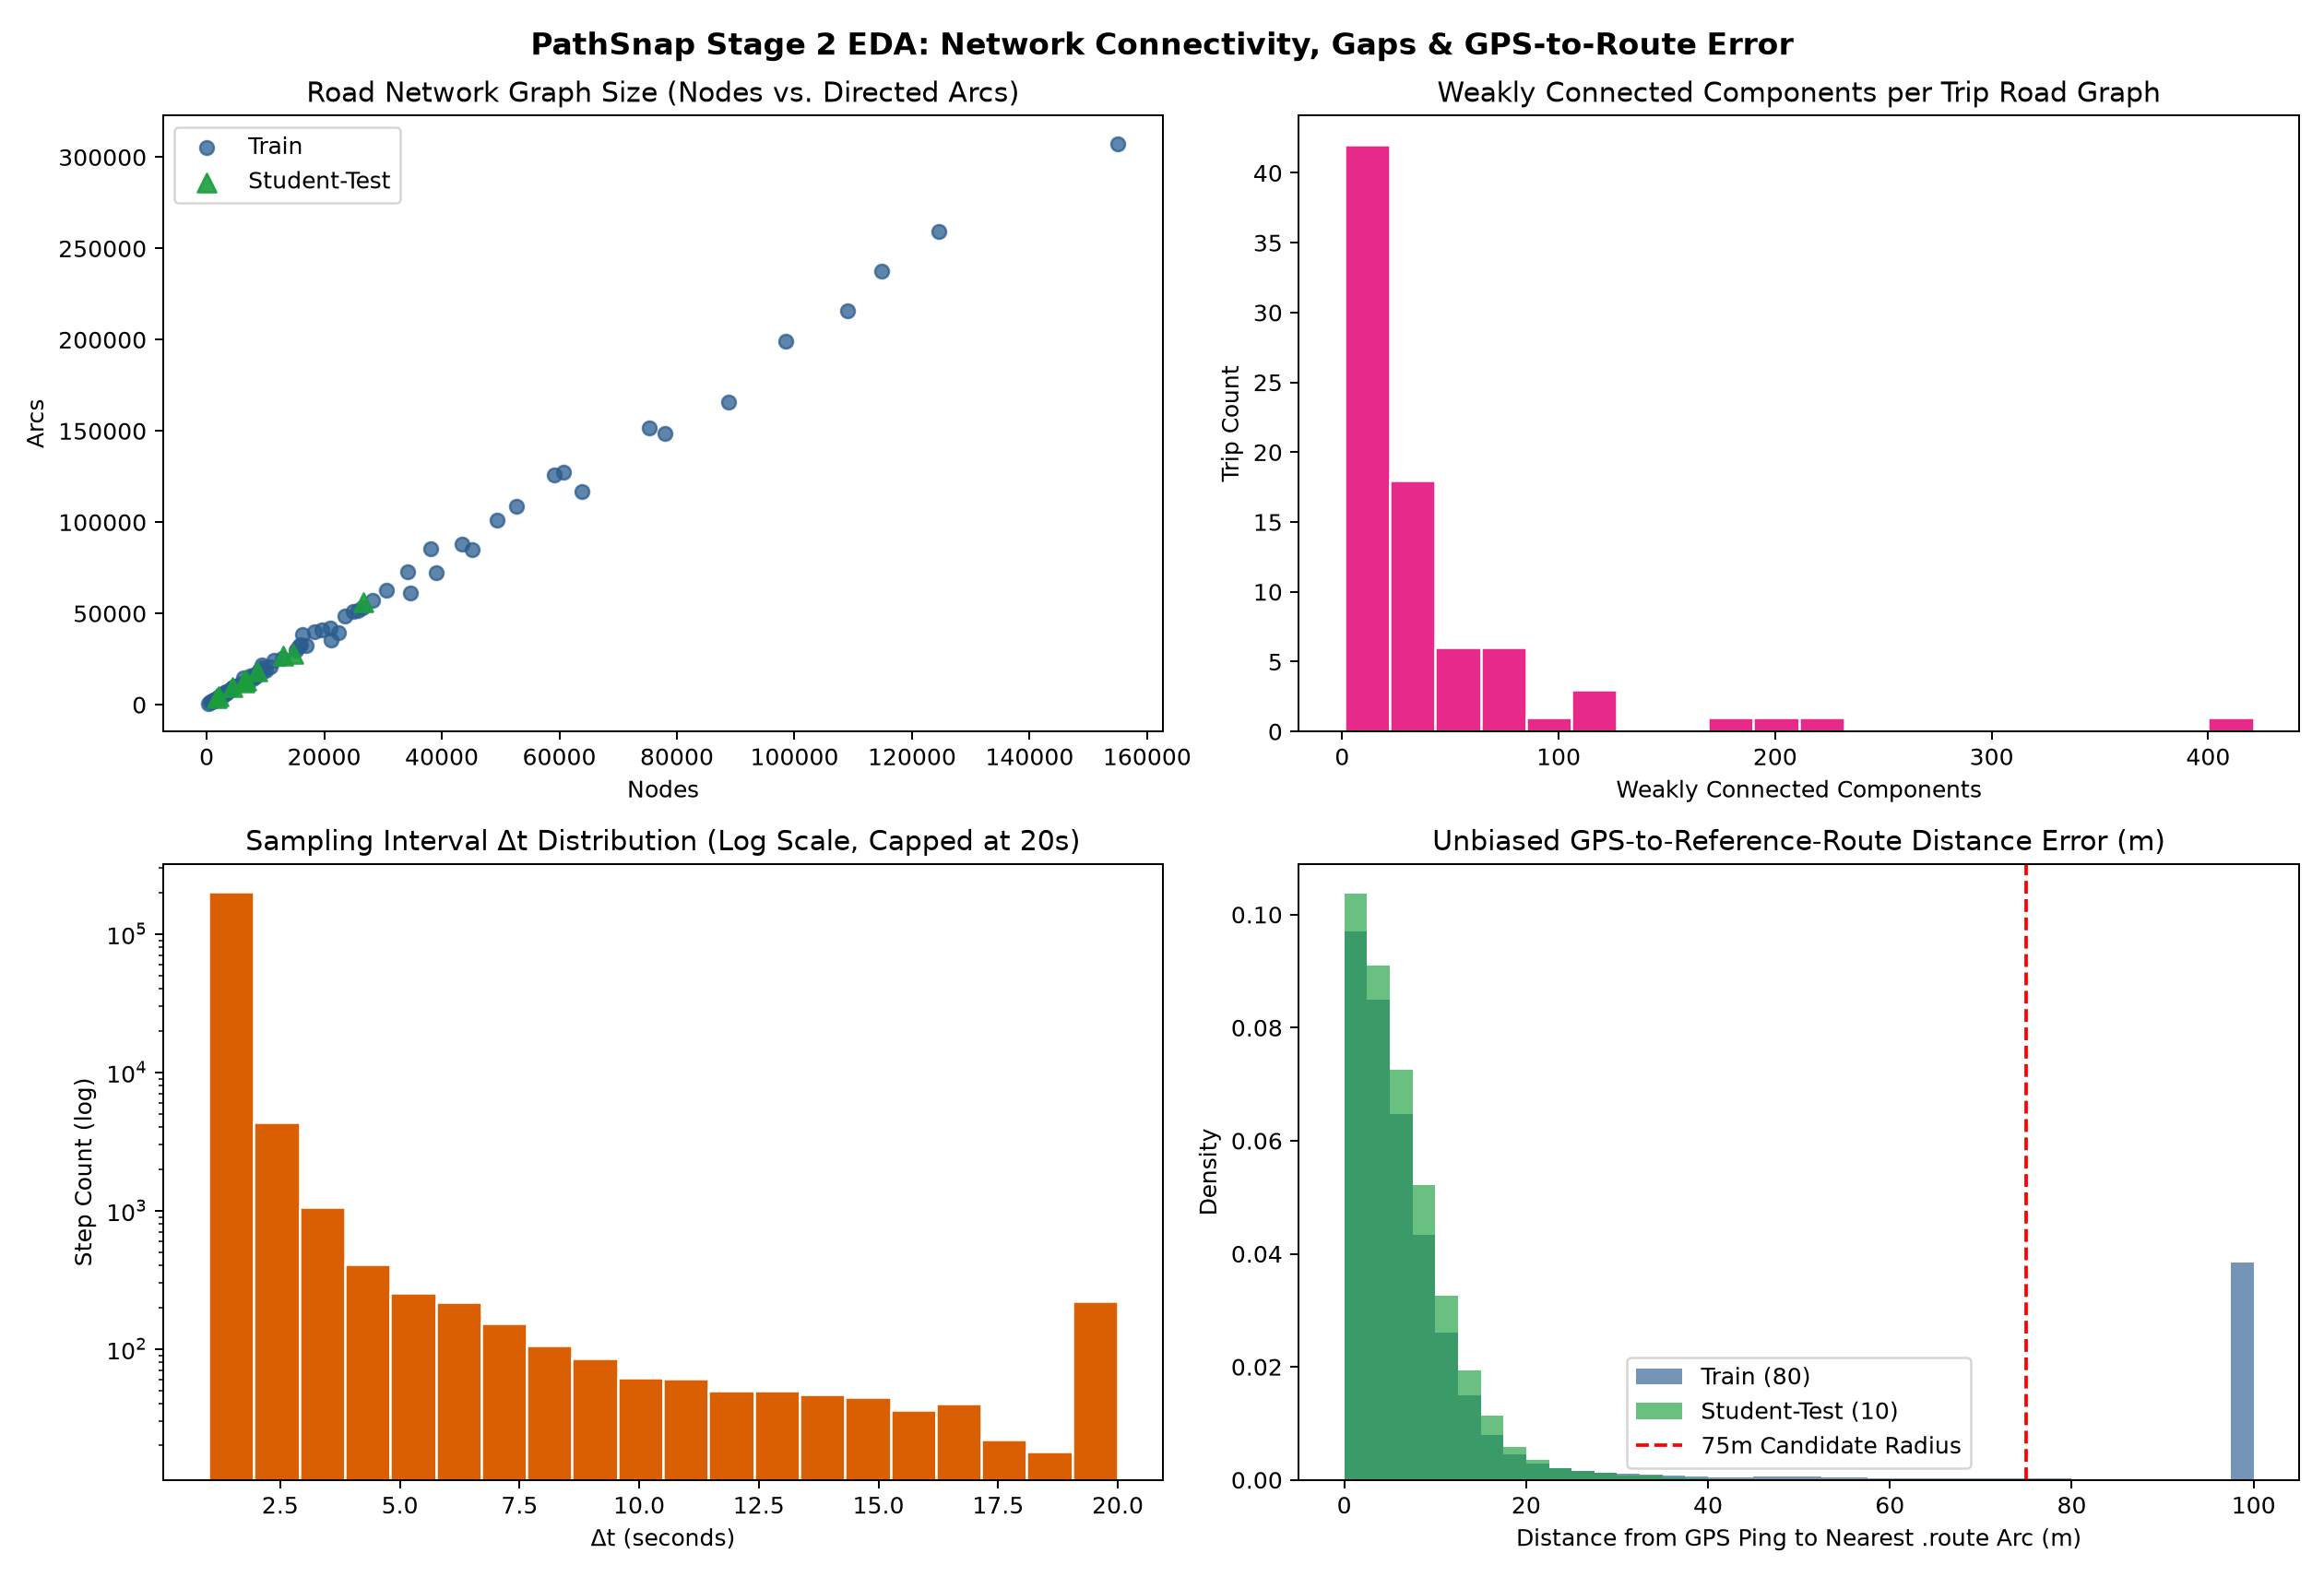 PathSnap Stage 2 EDA: Network Connectivity, Gaps & GPS-to-Route Error
Road Network Graph Size (Nodes vs. Directed Arcs)
Train
Student-Test
300000
250000
200000
150000
100000
50000
0
Arcs
0 20000 40000 60000 80000 100000 120000 140000 160000
Nodes
Weakly Connected Components per Trip Road Graph
40
35
30
25
20
15
10
5
0
Trip Count
0 100 200 300 400
Weakly Connected Components
Sampling Interval Δt Distribution (Log Scale, Capped at 20s)
10⁵
10⁴
10³
10²
Step Count (log)
2.5 5.0 7.5 10.0 12.5 15.0 17.5 20.0
Δt (seconds)
Unbiased GPS-to-Reference-Route Distance Error (m)
0.10
0.08
0.06
0.04
0.02
0.00
Density
Train (80)
Student-Test (10)
75m Candidate Radius
0 20 40 60 80 100
Distance from GPS Ping to Nearest .route Arc (m)